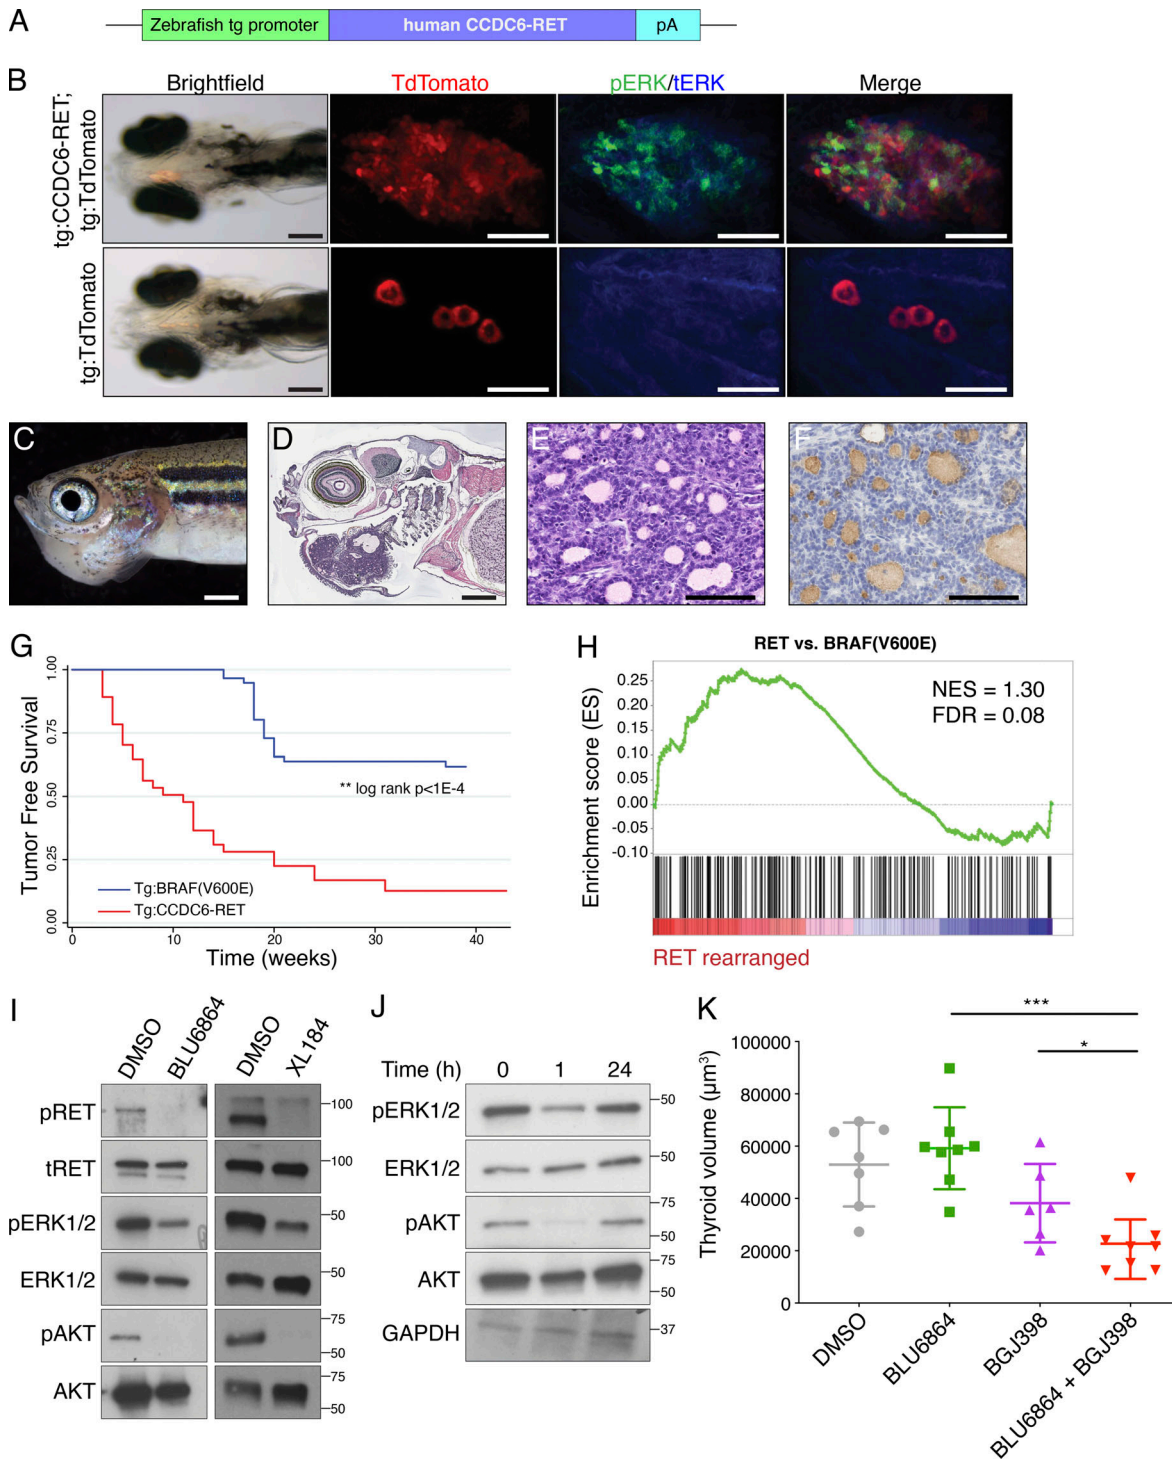 A
Zebrafish tg promoter
human CCDC6-RET
pA
B
Brightfield
TdTomato
pERK/tERK
Merge
tg:CCDC6-RET;
tg:TdTomato
tg:TdTomato
C
D
E
F
G
Tumor Free Survival
1.00
0.75
0.50
0.25
0.00
** log rank p<1E-4
Tg:BRAF(V600E)
Tg:CCDC6-RET
0
10
20
30
40
Time (weeks)
H
RET vs. BRAF(V600E)
Enrichment score (ES)
0.25
0.20
0.15
0.10
0.05
0.00
-0.05
-0.10
NES = 1.30
FDR = 0.08
RET rearranged
I
DMSO
BLU6864
DMSO
XL184
pRET
100
tRET
100
pERK1/2
50
ERK1/2
50
pAKT
75
50
AKT
75
50
J
Time (h)
0
1
24
pERK1/2
50
ERK1/2
50
pAKT
75
50
AKT
75
50
GAPDH
37
K
***
*
Thyroid volume (µm³)
100000
80000
60000
40000
20000
0
DMSO
BLU6864
BGJ398
BLU6864 + BGJ398